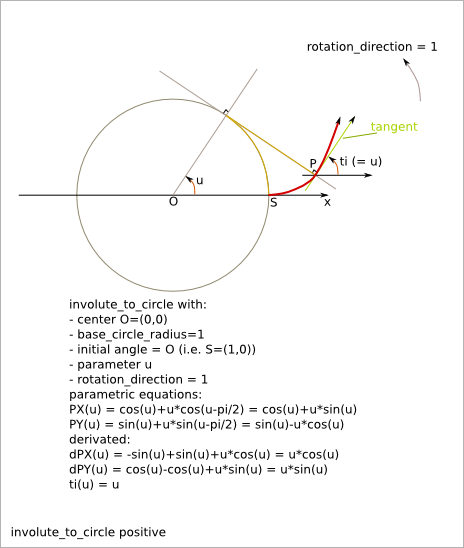 rotation_direction = 1
tangent
P
ti (= u)
u
O
S
x
involute_to_circle with:
- center O=(0,0)
- base_circle_radius=1
- initial angle = O (i.e. S=(1,0))
- parameter u
- rotation_direction = 1
parametric equations:
PX(u) = cos(u)+u*cos(u-pi/2) = cos(u)+u*sin(u)
PY(u) = sin(u)+u*sin(u-pi/2) = sin(u)-u*cos(u)
derivated:
dPX(u) = -sin(u)+sin(u)+u*cos(u) = u*cos(u)
dPY(u) = cos(u)-cos(u)+u*sin(u) = u*sin(u)
ti(u) = u
involute_to_circle positive